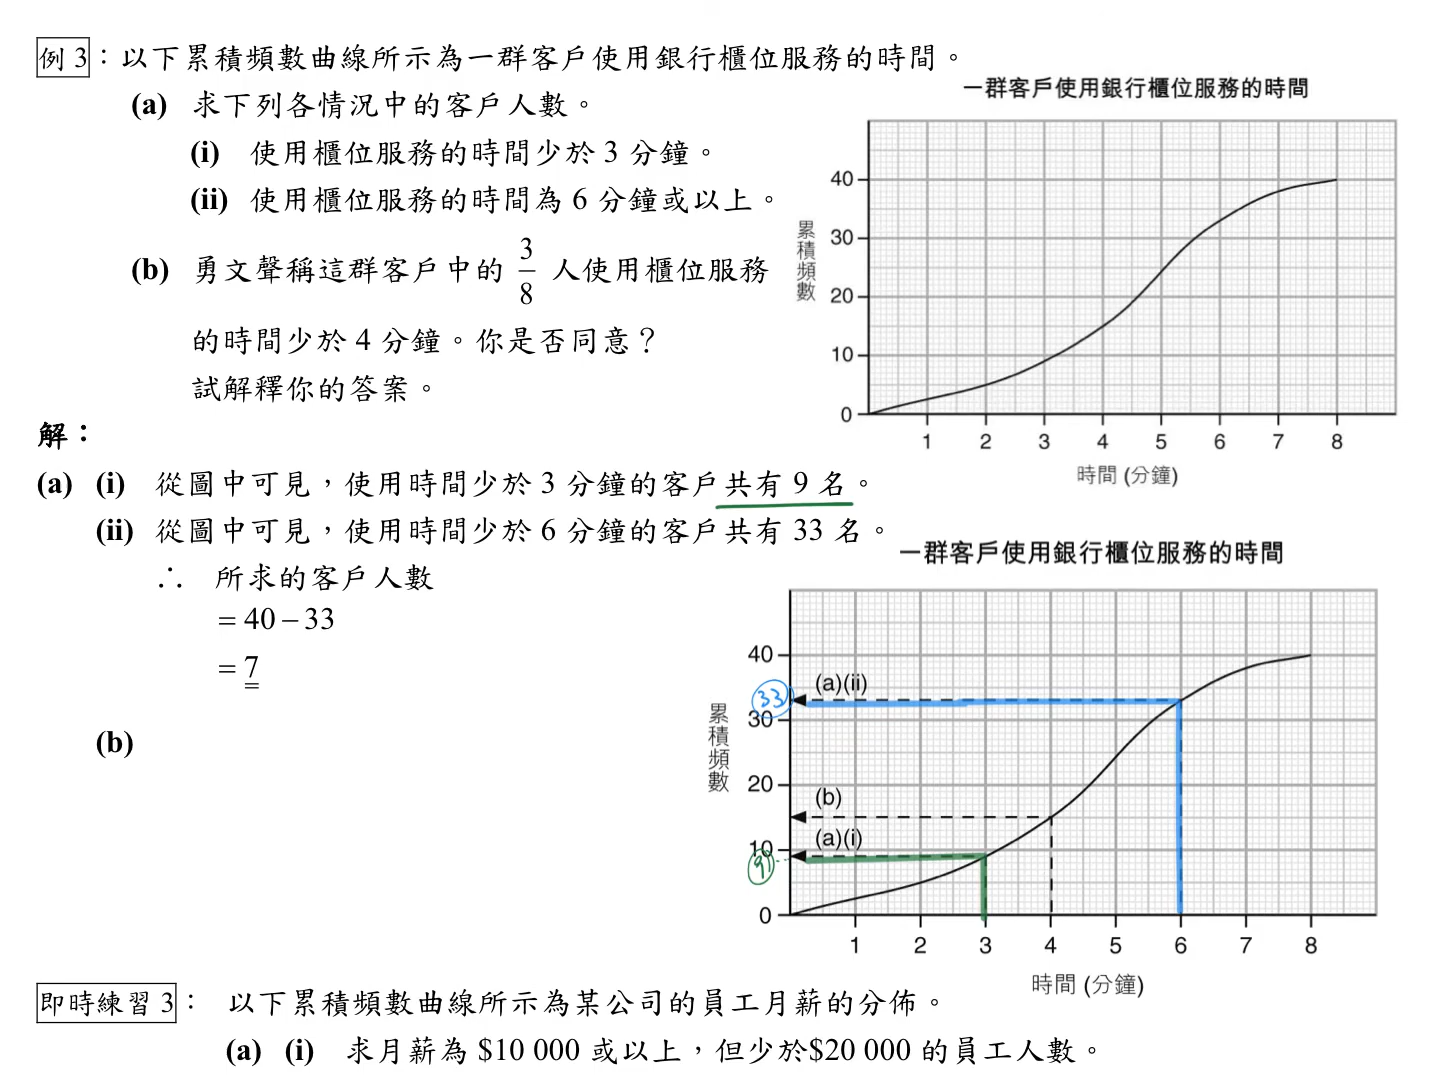 例 3：以下累積頻數曲線所示為一群客戶使用銀行櫃位服務的時間。
(a) 求下列各情況中的客戶人數。
(i) 使用櫃位服務的時間少於 3 分鐘。
(ii) 使用櫃位服務的時間為 6 分鐘或以上。
(b) 勇文聲稱這群客戶中的 3/8 人使用櫃位服務
的時間少於 4 分鐘。你是否同意？
試解釋你的答案。
一群客戶使用銀行櫃位服務的時間
累積頻數
40
30
20
10
0
1 2 3 4 5 6 7 8
時間 (分鐘)
解：
(a) (i) 從圖中可見，使用時間少於 3 分鐘的客戶共有 9 名。
(ii) 從圖中可見，使用時間少於 6 分鐘的客戶共有 33 名。
∴ 所求的客戶人數
= 40 – 33
= 7
(b)
一群客戶使用銀行櫃位服務的時間
累積頻數
40
(a)(ii)
33
30
20
(b)
10
(a)(i)
9
0
1 2 3 4 5 6 7 8
時間 (分鐘)
即時練習 3： 以下累積頻數曲線所示為某公司的員工月薪的分佈。
(a) (i) 求月薪為 $10 000 或以上，但少於$20 000 的員工人數。